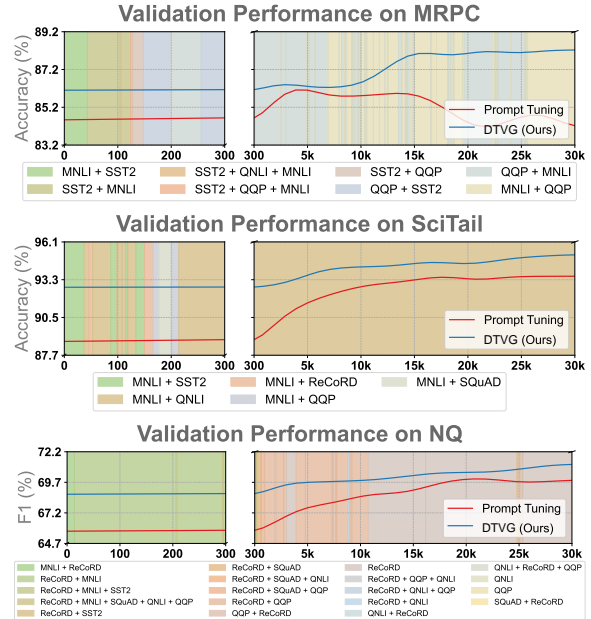 Validation Performance on MRPC
Accuracy (%)
89.2
87.2
85.2
83.2
0 100 200 300 300 5k 10k 15k 20k 25k 30k
Prompt Tuning
DTVG (Ours)
MNLI + SST2 SST2 + QNLI + MNLI SST2 + QQP QQP + MNLI
SST2 + MNLI SST2 + QQP + MNLI QQP + SST2 MNLI + QQP
Validation Performance on SciTail
Accuracy (%)
96.1
93.3
90.5
87.7
0 100 200 300 300 5k 10k 15k 20k 25k 30k
Prompt Tuning
DTVG (Ours)
MNLI + SST2 MNLI + ReCoRD MNLI + SQuAD
MNLI + QNLI MNLI + QQP
Validation Performance on NQ
F1 (%)
72.2
69.7
67.2
64.7
0 100 200 300 300 5k 10k 15k 20k 25k 30k
Prompt Tuning
DTVG (Ours)
MNLI + ReCoRD ReCoRD + SQuAD ReCoRD QNLI + ReCoRD + QQP
ReCoRD + MNLI ReCoRD + SQuAD + QNLI ReCoRD + QQP + QNLI QNLI
ReCoRD + MNLI + SST2 ReCoRD + SQuAD + QQP ReCoRD + QNLI + QQP QQP
ReCoRD + MNLI + SQuAD + QNLI + QQP ReCoRD + QQP ReCoRD + QNLI SQuAD + ReCoRD
ReCoRD + SST2 QQP + ReCoRD QNLI + ReCoRD